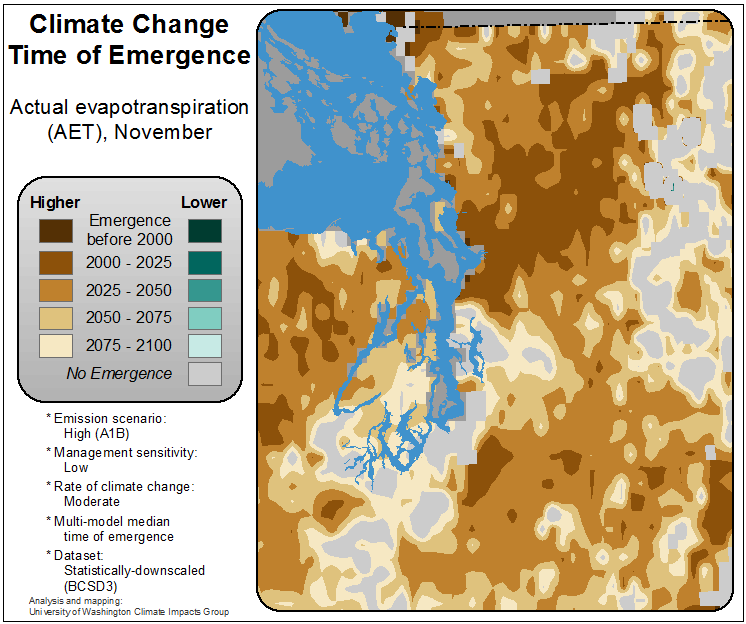 Climate Change
Time of Emergence
Actual evapotranspiration
(AET), November
Higher Lower
Emergence
before 2000
2000 - 2025
2025 - 2050
2050 - 2075
2075 - 2100
No Emergence
* Emission scenario:
High (A1B)
* Management sensitivity:
Low
* Rate of climate change:
Moderate
* Multi-model median
time of emergence
* Dataset:
Statistically-downscaled
(BCSD3)
Analysis and mapping:
University of Washington Climate Impacts Group